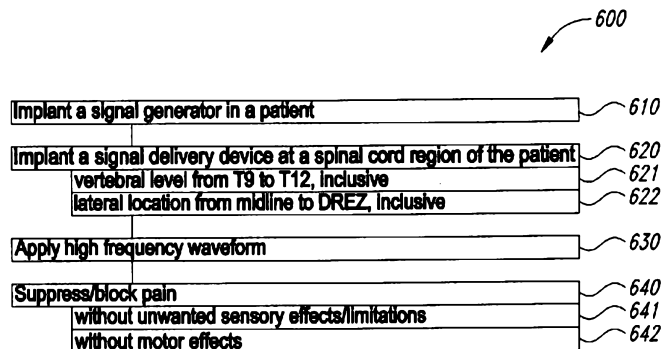 600
Implant a signal generator in a patient 610
Implant a signal delivery device at a spinal cord region of the patient 620
vertebral level from T9 to T12, inclusive 621
lateral location from midline to DREZ, inclusive 622
Apply high frequency waveform 630
Suppress/block pain 640
without unwanted sensory effects/limitations 641
without motor effects 642